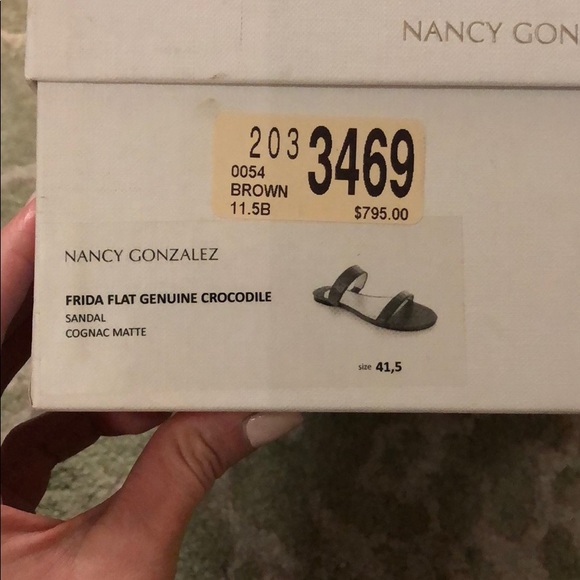 NANCY GON
203 3469
0054
BROWN
11.5B $795.00
NANCY GONZALEZ
FRIDA FLAT GENUINE CROCODILE
SANDAL
COGNAC MATTE
size 41,5